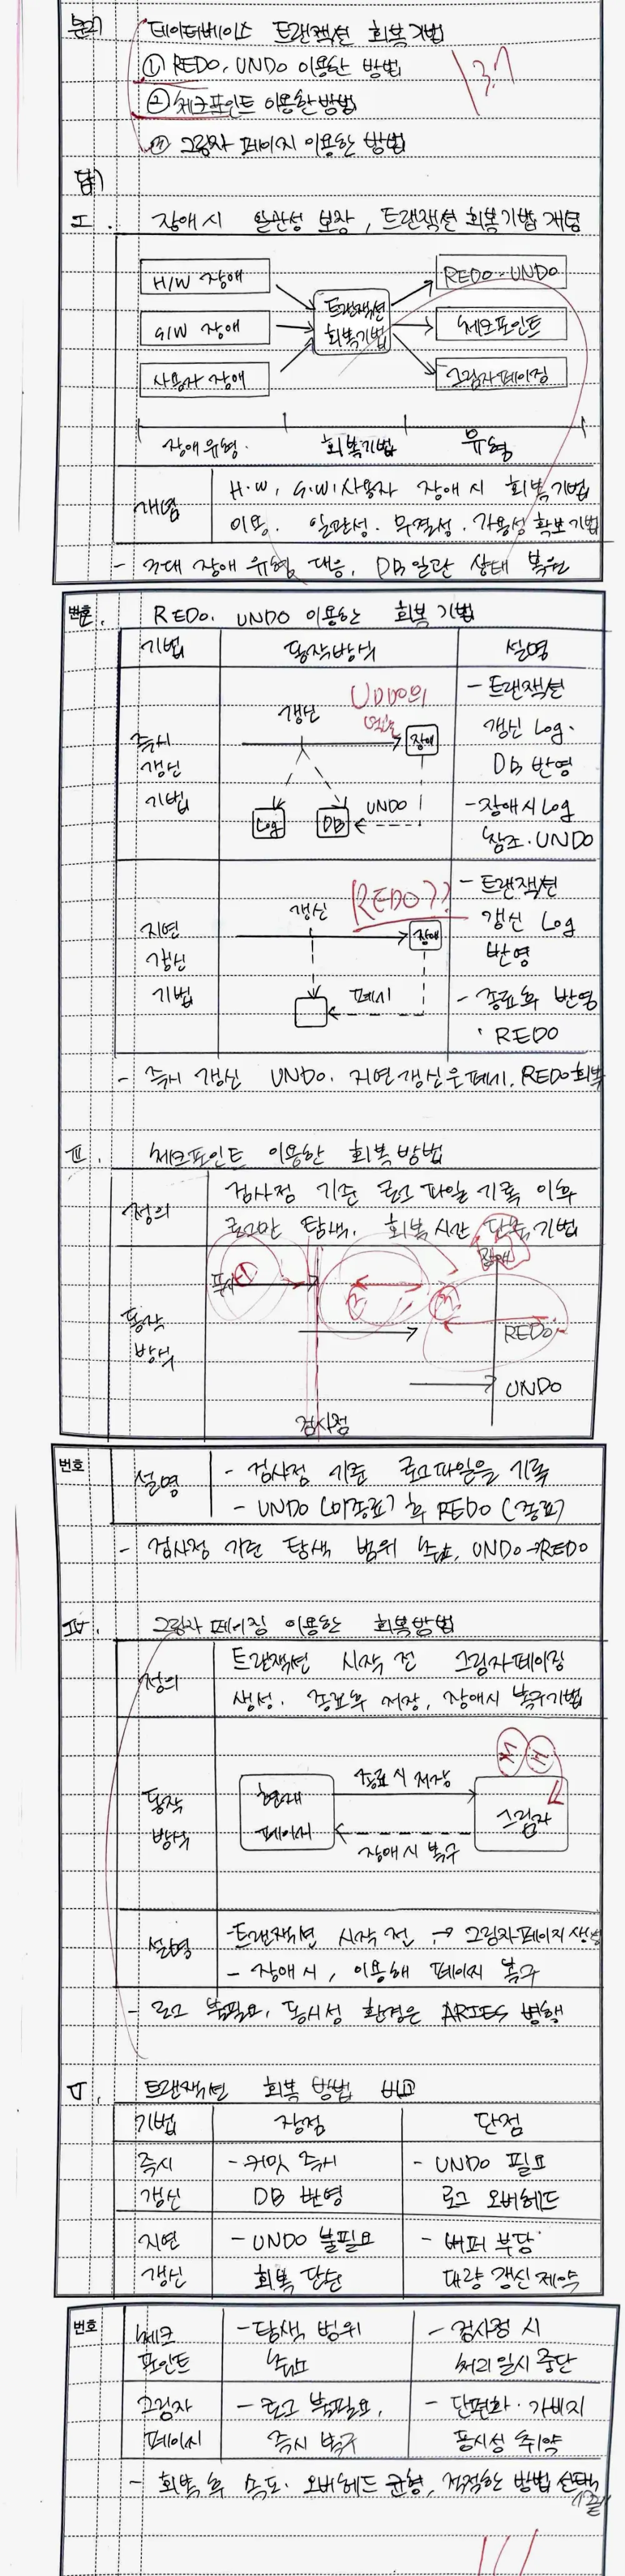 문)
데이터베이스 트랜잭션 회복기법
① REDO, UNDO 이용한 방법
② 체크포인트 이용한 방법
③ 그림자 페이지 이용한 방법
답)
I. 장애시 일관성 보장, 트랜잭션 회복기법 개념
H/W 장애
S/W 장애
사용자 장애
트랜잭션
회복기법
REDO-UNDO
체크포인트
그림자페이징
장애유형. 회복기법 유형
개념
H·W, S·W, 사용자 장애 시 회복기법
이용. 일관성. 무결성. 가용성 확보기법
- 3대 장애 유형 대응, DB 일관 상태 복원
번호
REDO. UNDO 이용한 회복기법
기법 동작방식 설명
즉시
갱신
기법
갱신
UDDO의
장애
Log
DB
UNDO
- 트랜잭션
갱신 Log.
DB 반영
- 장애시 Log
참조. UNDO
지연
갱신
기법
갱신
REDO??
장애
폐기
- 트랜잭션
갱신 Log
반영
- 종료후 반영
REDO
- 즉시 갱신 UNDO. 지연갱신은 폐기. REDO 회복
Ⅲ. 체크포인트 이용한 회복방법
정의
검사점 기준 로그 파일 기록 이후
로그만 탐색. 회복시간 단축 기법
동작
방식
장애
REDO
UNDO
검사점
번호
설명
- 검사점 기준 로그파일을 기록
- UNDO (미종료) 후 REDO (종료)
- 검사점 기준 탐색 범위 축소, UNDO→REDO
Ⅳ. 그림자 페이징 이용한 회복방법
정의
트랜잭션 시작 전 그림자페이징
생성. 종료후 저장, 장애시 복구기법
동작
방식
현재
페이지
종료 시 저장
장애시 복구
그림자
설명
- 트랜잭션 시작 전 → 그림자페이지 생성
- 장애시, 이용해 페이지 복구
- 로그 불필요, 동시성 환경은 ARIES 병행
Ⅴ. 트랜잭션 회복 방법 비교
기법 장점 단점
즉시
갱신
- 커밋 즉시
DB 반영
- UNDO 필요
로그 오버헤드
지연
갱신
- UNDO 불필요
회복 단순
- 버퍼 부담
대량 갱신 제약
번호
체크
포인트
- 탐색 범위
축소
- 검사점 시
처리 일시 중단
그림자
페이지
- 로그 불필요,
즉시 복구
- 단편화·가비지
동시성 취약
- 회복 후 속도. 오버헤드 균형, 적절한 방법 선택